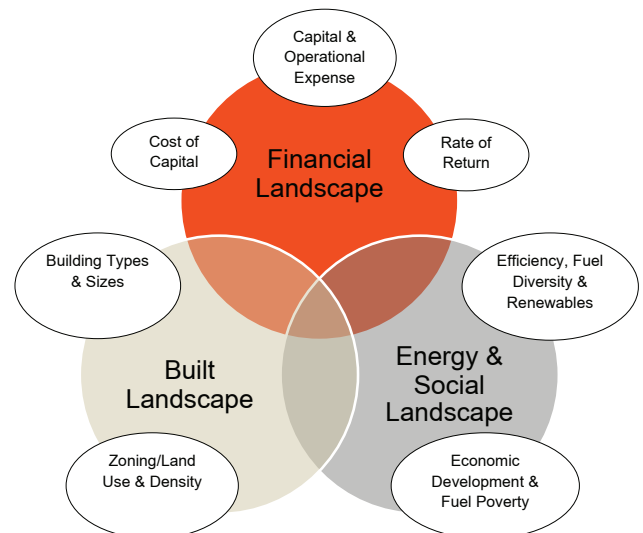 Capital &
Operational
Expense
Cost of
Capital
Financial
Landscape
Rate of
Return
Building Types
& Sizes
Efficiency, Fuel
Diversity &
Renewables
Built
Landscape
Energy &
Social
Landscape
Zoning/Land
Use & Density
Economic
Development &
Fuel Poverty